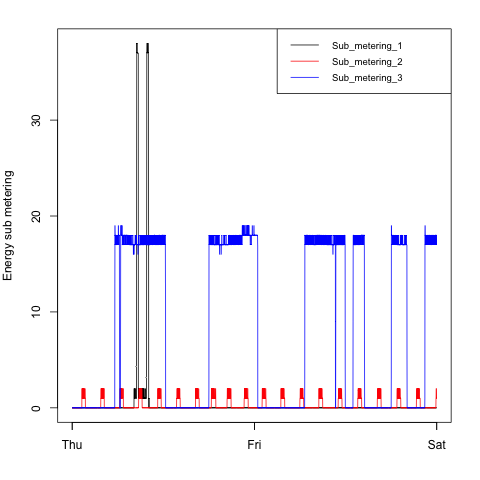 Sub_metering_1
Sub_metering_2
Sub_metering_3
Energy sub metering
30
20
10
0
Thu Fri Sat